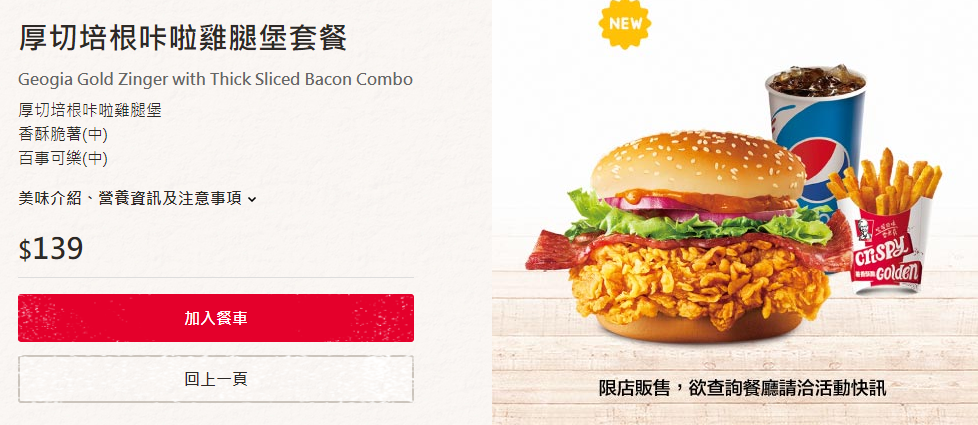 厚切培根咔啦雞腿堡套餐
Geogia Gold Zinger with Thick Sliced Bacon Combo
厚切培根咔啦雞腿堡
香酥脆薯(中)
百事可樂(中)
美味介紹、營養資訊及注意事項
$139
加入餐車
回上一頁
NEW
CRISPY
GOLDEN
限店販售，欲查詢餐廳請洽活動快訊